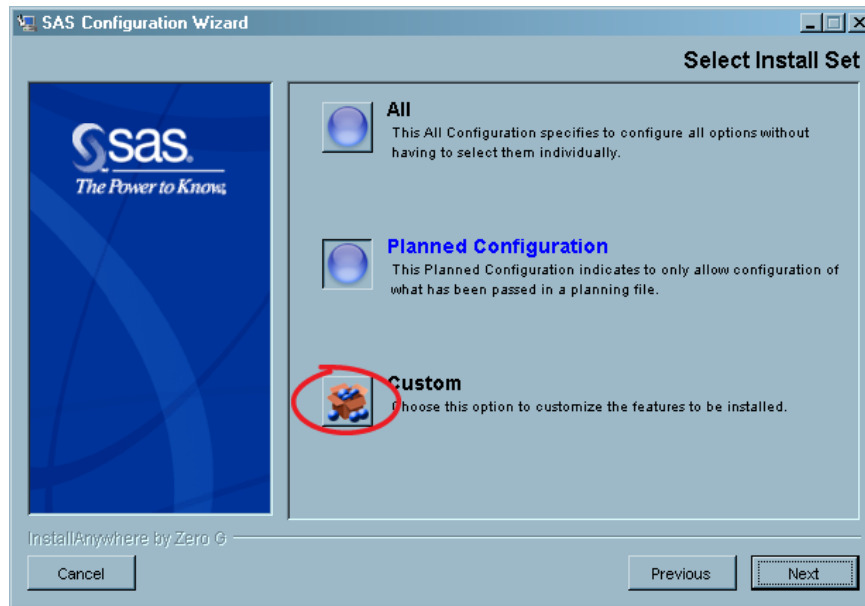 SAS Configuration Wizard
Select Install Set
sas.
The Power to Know.
All
This All Configuration specifies to configure all options without
having to select them individually.
Planned Configuration
This Planned Configuration indicates to only allow configuration of
what has been passed in a planning file.
Custom
Choose this option to customize the features to be installed.
InstallAnywhere by Zero G
Cancel
Previous
Next